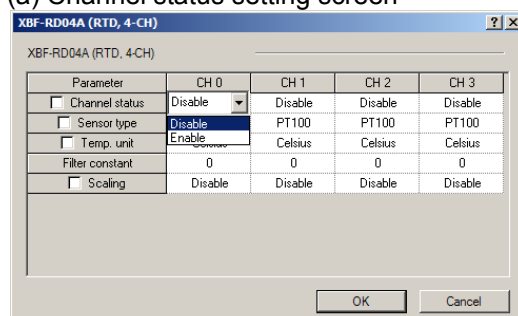 (a) Channel status setting screen
XBF-RD04A (RTD, 4-CH)
XBF-RD04A (RTD, 4-CH)
Parameter CH 0 CH 1 CH 2 CH 3
Channel status Disable Disable Disable Disable
Sensor type Disable PT100 PT100 PT100
Temp. unit Enable Celsius Celsius Celsius
Filter constant 0 0 0 0
Scaling Disable Disable Disable Disable
OK Cancel